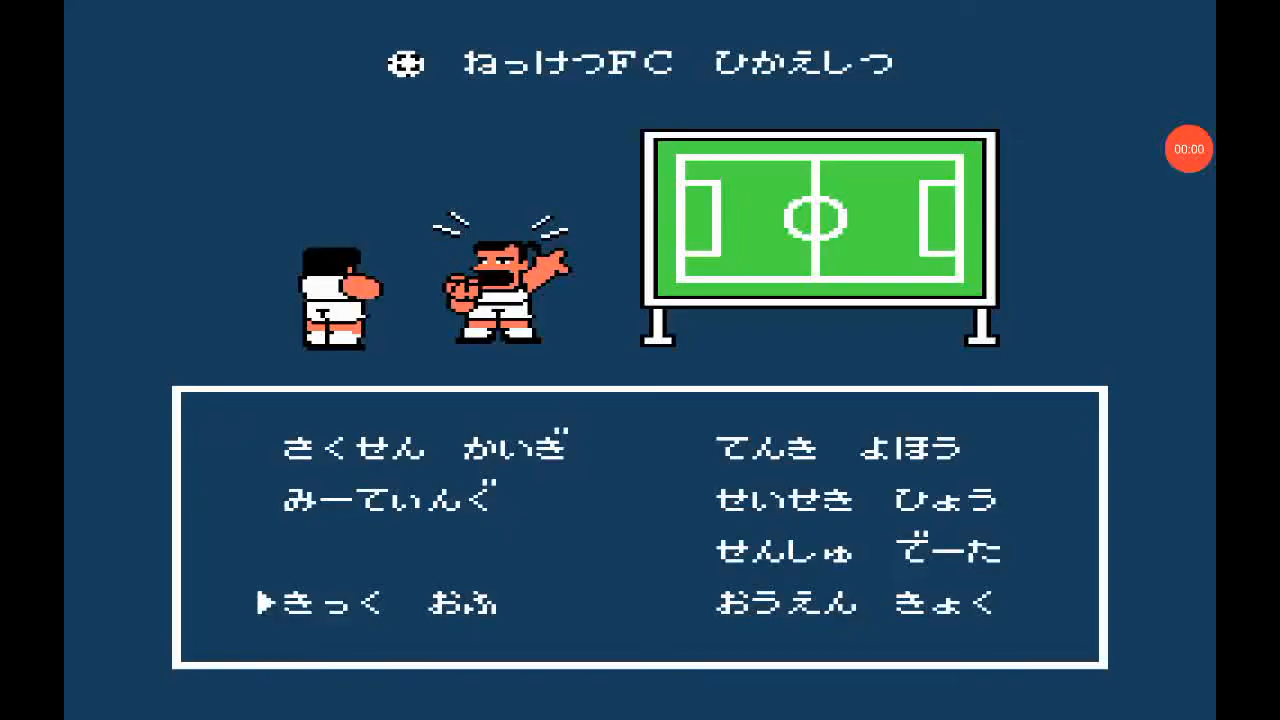 ねっけつFC ひかえしつ
00:00
さくせん かいぎ
てんき よほう
みーてぃんぐ
せいせき ひょう
せんしゅ でーた
きっく おふ
おうえん きょく